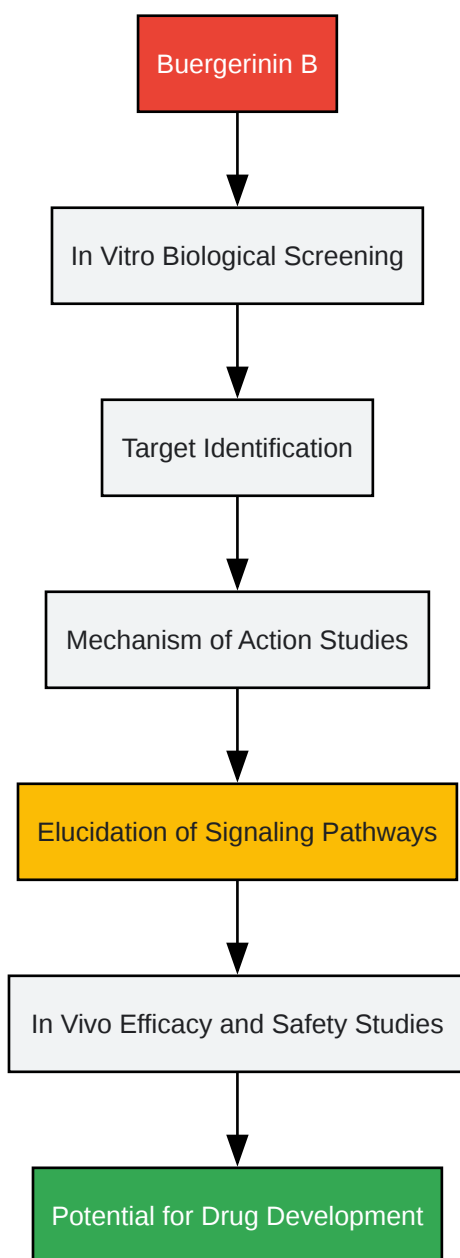 Buergerinin B
In Vitro Biological Screening
Target Identification
Mechanism of Action Studies
Elucidation of Signaling Pathways
In Vivo Efficacy and Safety Studies
Potential for Drug Development